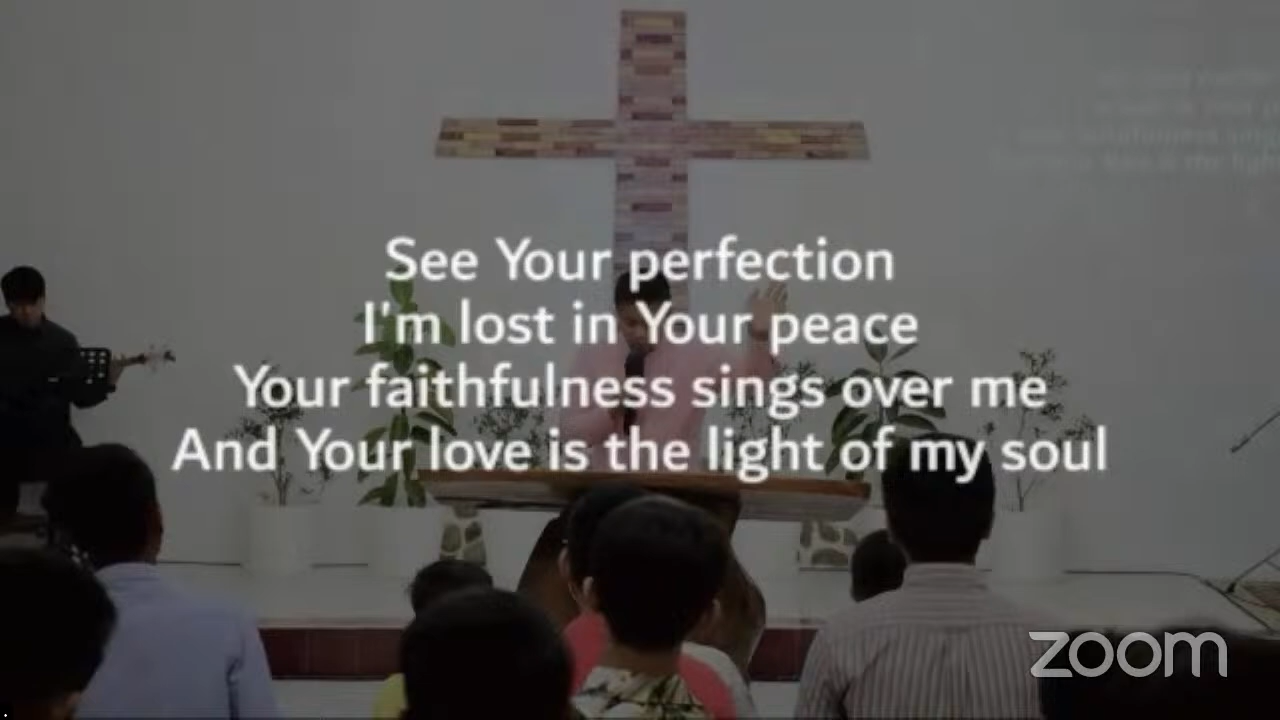 See Your perfection
I'm lost in Your peace
Your faithfulness sings over me
And Your love is the light of my soul
zoom